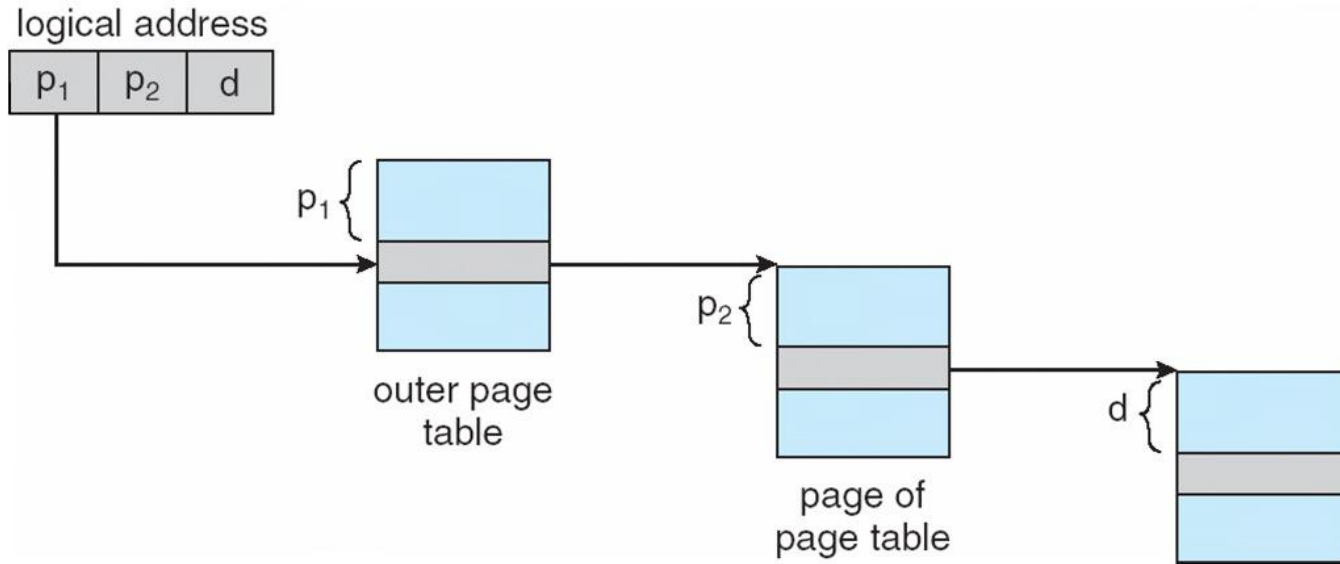 logical address
p₁ p₂ d
p₁
outer page
table
p₂
page of
page table
d